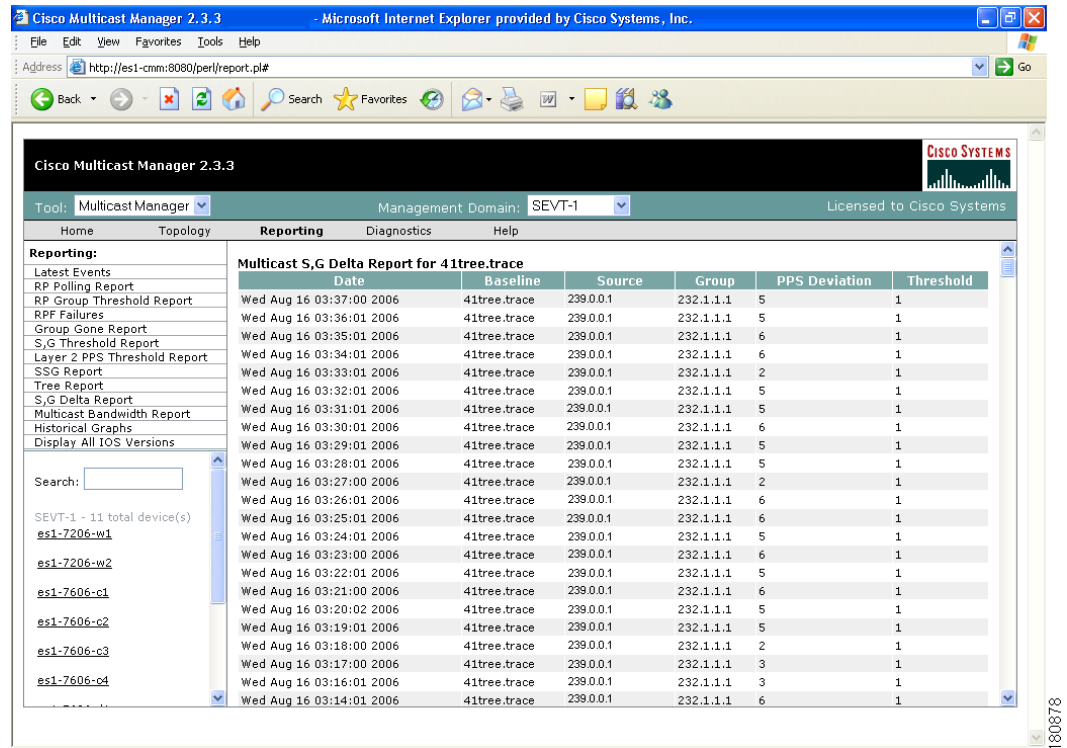 Cisco Multicast Manager 2.3.3 - Microsoft Internet Explorer provided by Cisco Systems, Inc.
File Edit View Favorites Tools Help
Address http://es1-cmm:8080/perl/report.pl# Go
Back Search Favorites
Cisco Multicast Manager 2.3.3
CISCO SYSTEMS
Tool: Multicast Manager Management Domain: SEVT-1 Licensed to Cisco Systems
Home Topology Reporting Diagnostics Help
Reporting:
Latest Events
RP Polling Report
RP Group Threshold Report
RPF Failures
Group Gone Report
S,G Threshold Report
Layer 2 PPS Threshold Report
SSG Report
Tree Report
S,G Delta Report
Multicast Bandwidth Report
Historical Graphs
Display All IOS Versions
Search:
SEVT-1 - 11 total device(s)
es1-7206-w1
es1-7206-w2
es1-7606-c1
es1-7606-c2
es1-7606-c3
es1-7606-c4
Multicast S,G Delta Report for 41tree.trace
Date Baseline Source Group PPS Deviation Threshold
Wed Aug 16 03:37:00 2006 41tree.trace 239.0.0.1 232.1.1.1 5 1
Wed Aug 16 03:36:01 2006 41tree.trace 239.0.0.1 232.1.1.1 5 1
Wed Aug 16 03:35:01 2006 41tree.trace 239.0.0.1 232.1.1.1 6 1
Wed Aug 16 03:34:01 2006 41tree.trace 239.0.0.1 232.1.1.1 6 1
Wed Aug 16 03:33:01 2006 41tree.trace 239.0.0.1 232.1.1.1 2 1
Wed Aug 16 03:32:01 2006 41tree.trace 239.0.0.1 232.1.1.1 5 1
Wed Aug 16 03:31:01 2006 41tree.trace 239.0.0.1 232.1.1.1 5 1
Wed Aug 16 03:30:01 2006 41tree.trace 239.0.0.1 232.1.1.1 6 1
Wed Aug 16 03:29:01 2006 41tree.trace 239.0.0.1 232.1.1.1 5 1
Wed Aug 16 03:28:01 2006 41tree.trace 239.0.0.1 232.1.1.1 5 1
Wed Aug 16 03:27:00 2006 41tree.trace 239.0.0.1 232.1.1.1 2 1
Wed Aug 16 03:26:01 2006 41tree.trace 239.0.0.1 232.1.1.1 6 1
Wed Aug 16 03:25:01 2006 41tree.trace 239.0.0.1 232.1.1.1 6 1
Wed Aug 16 03:24:01 2006 41tree.trace 239.0.0.1 232.1.1.1 5 1
Wed Aug 16 03:23:00 2006 41tree.trace 239.0.0.1 232.1.1.1 6 1
Wed Aug 16 03:22:01 2006 41tree.trace 239.0.0.1 232.1.1.1 5 1
Wed Aug 16 03:21:00 2006 41tree.trace 239.0.0.1 232.1.1.1 6 1
Wed Aug 16 03:20:02 2006 41tree.trace 239.0.0.1 232.1.1.1 5 1
Wed Aug 16 03:19:01 2006 41tree.trace 239.0.0.1 232.1.1.1 5 1
Wed Aug 16 03:18:00 2006 41tree.trace 239.0.0.1 232.1.1.1 2 1
Wed Aug 16 03:17:00 2006 41tree.trace 239.0.0.1 232.1.1.1 3 1
Wed Aug 16 03:16:01 2006 41tree.trace 239.0.0.1 232.1.1.1 3 1
Wed Aug 16 03:14:01 2006 41tree.trace 239.0.0.1 232.1.1.1 6 1
180878